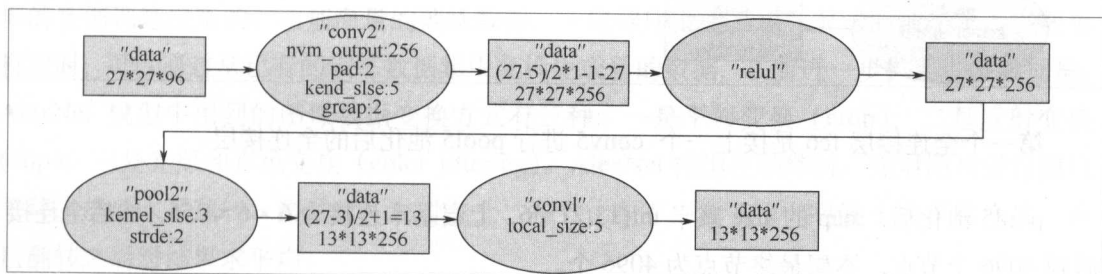 "data"
27*27*96
"conv2"
nvm_output:256
pad:2
kend_slse:5
grcap:2
"data"
(27-5)/2*1-1-27
27*27*256
"relul"
"data"
27*27*256
"pool2"
kemel_slse:3
strde:2
"data"
(27-3)/2+1=13
13*13*256
"convl"
local_size:5
"data"
13*13*256